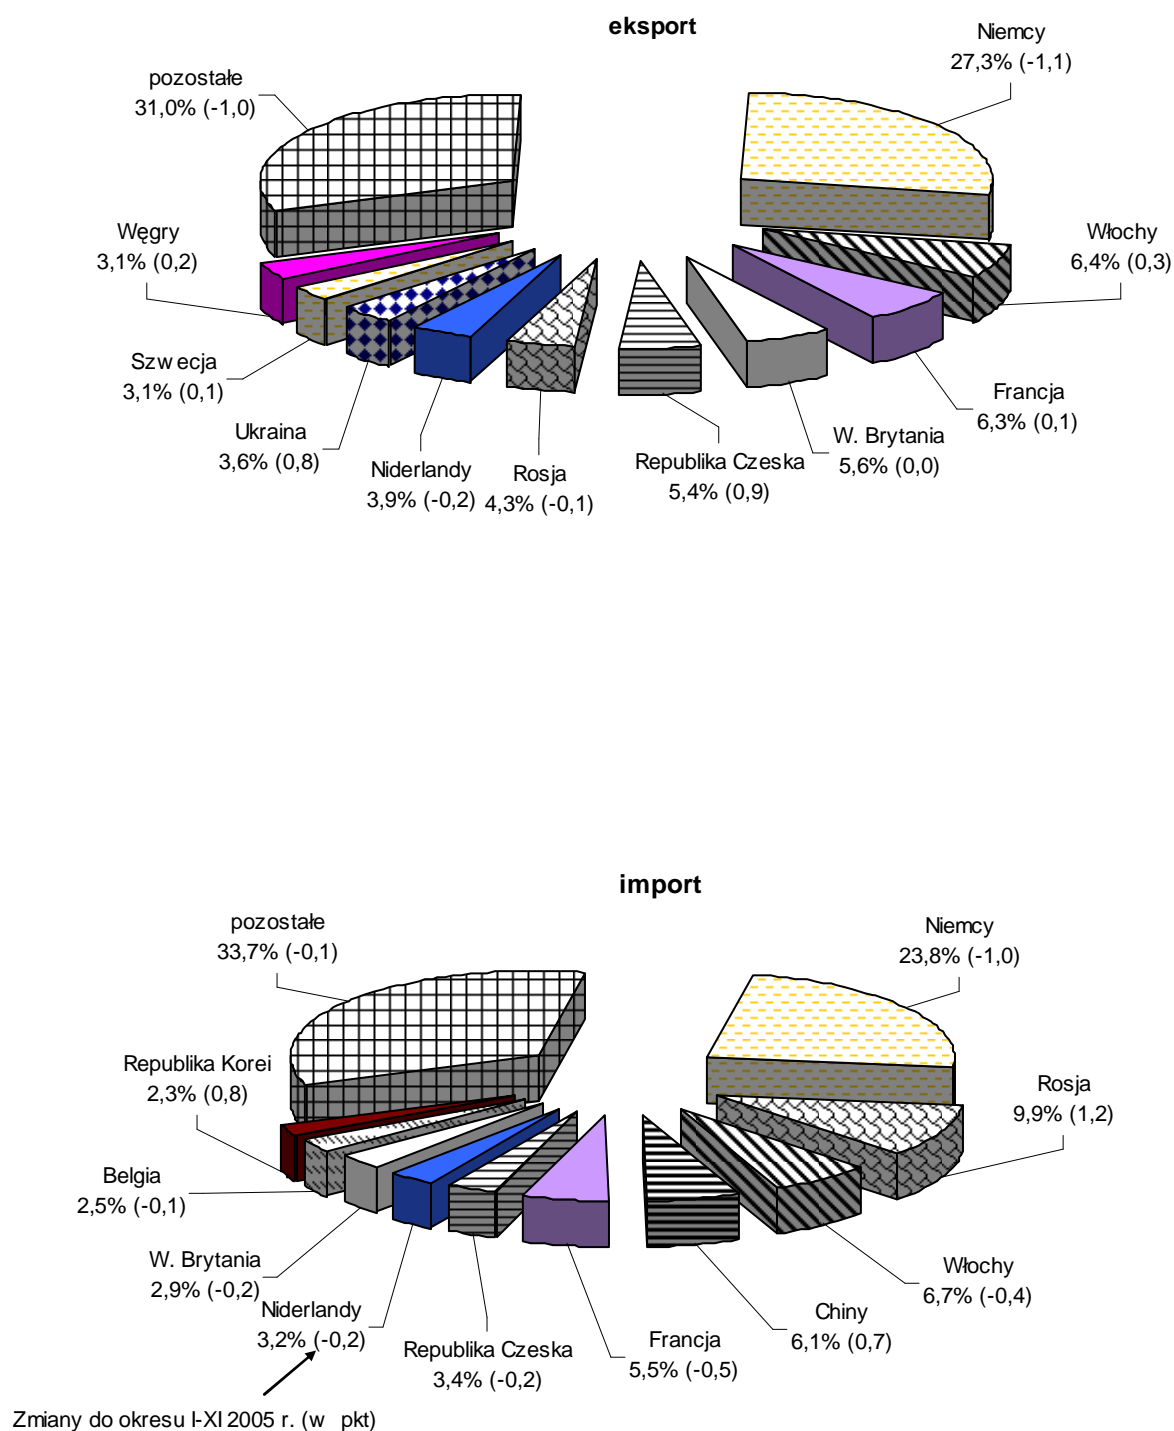 eksport
Niemcy
27,3% (-1,1)
pozostałe
31,0% (-1,0)
Węgry
3,1% (0,2)
Włochy
6,4% (0,3)
Szwecja
3,1% (0,1)
Francja
6,3% (0,1)
Ukraina
3,6% (0,8)
W. Brytania
5,6% (0,0)
Niderlandy
3,9% (-0,2)
Rosja
4,3% (-0,1)
Republika Czeska
5,4% (0,9)
import
pozostałe
33,7% (-0,1)
Niemcy
23,8% (-1,0)
Republika Korei
2,3% (0,8)
Rosja
9,9% (1,2)
Belgia
2,5% (-0,1)
W. Brytania
2,9% (-0,2)
Włochy
6,7% (-0,4)
Niderlandy
3,2% (-0,2)
Republika Czeska
3,4% (-0,2)
Francja
5,5% (-0,5)
Chiny
6,1% (0,7)
Zmiany do okresu I-XI 2005 r. (w pkt)